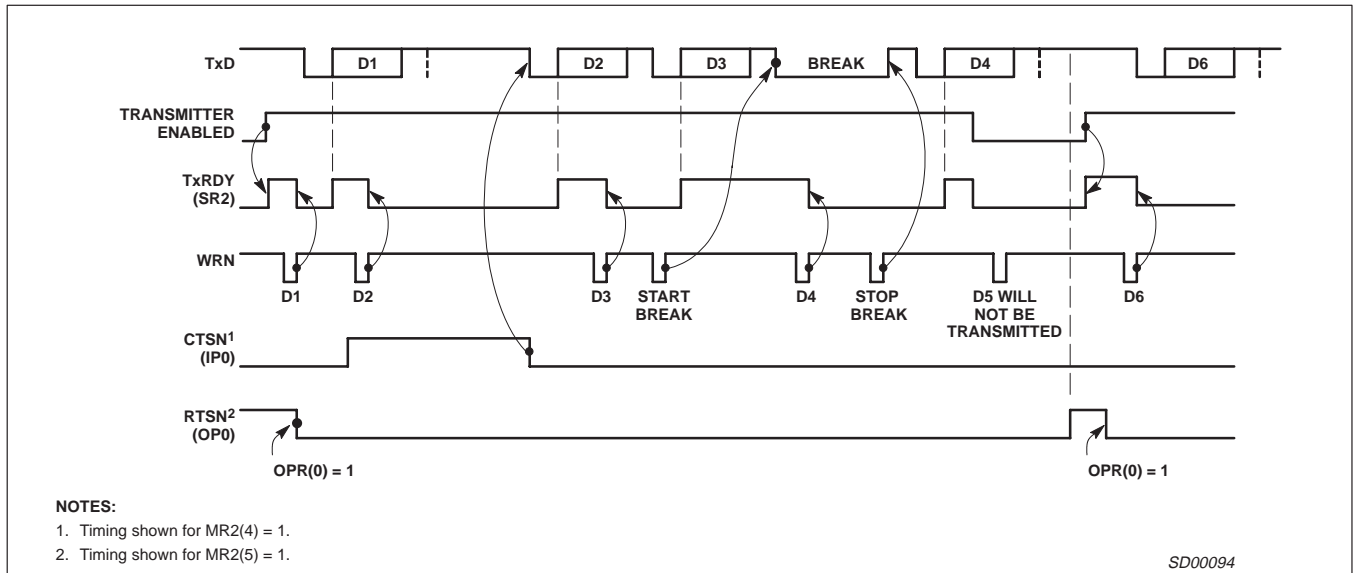 TxD
D1
D2
D3
BREAK
D4
D6
TRANSMITTER
ENABLED
TxRDY
(SR2)
WRN
D1
D2
D3
START
BREAK
D4
STOP
BREAK
D5 WILL
NOT BE
TRANSMITTED
D6
CTSN1
(IP0)
RTSN2
(OP0)
OPR(0) = 1
OPR(0) = 1
NOTES:
1. Timing shown for MR2(4) = 1.
2. Timing shown for MR2(5) = 1.
SD00094